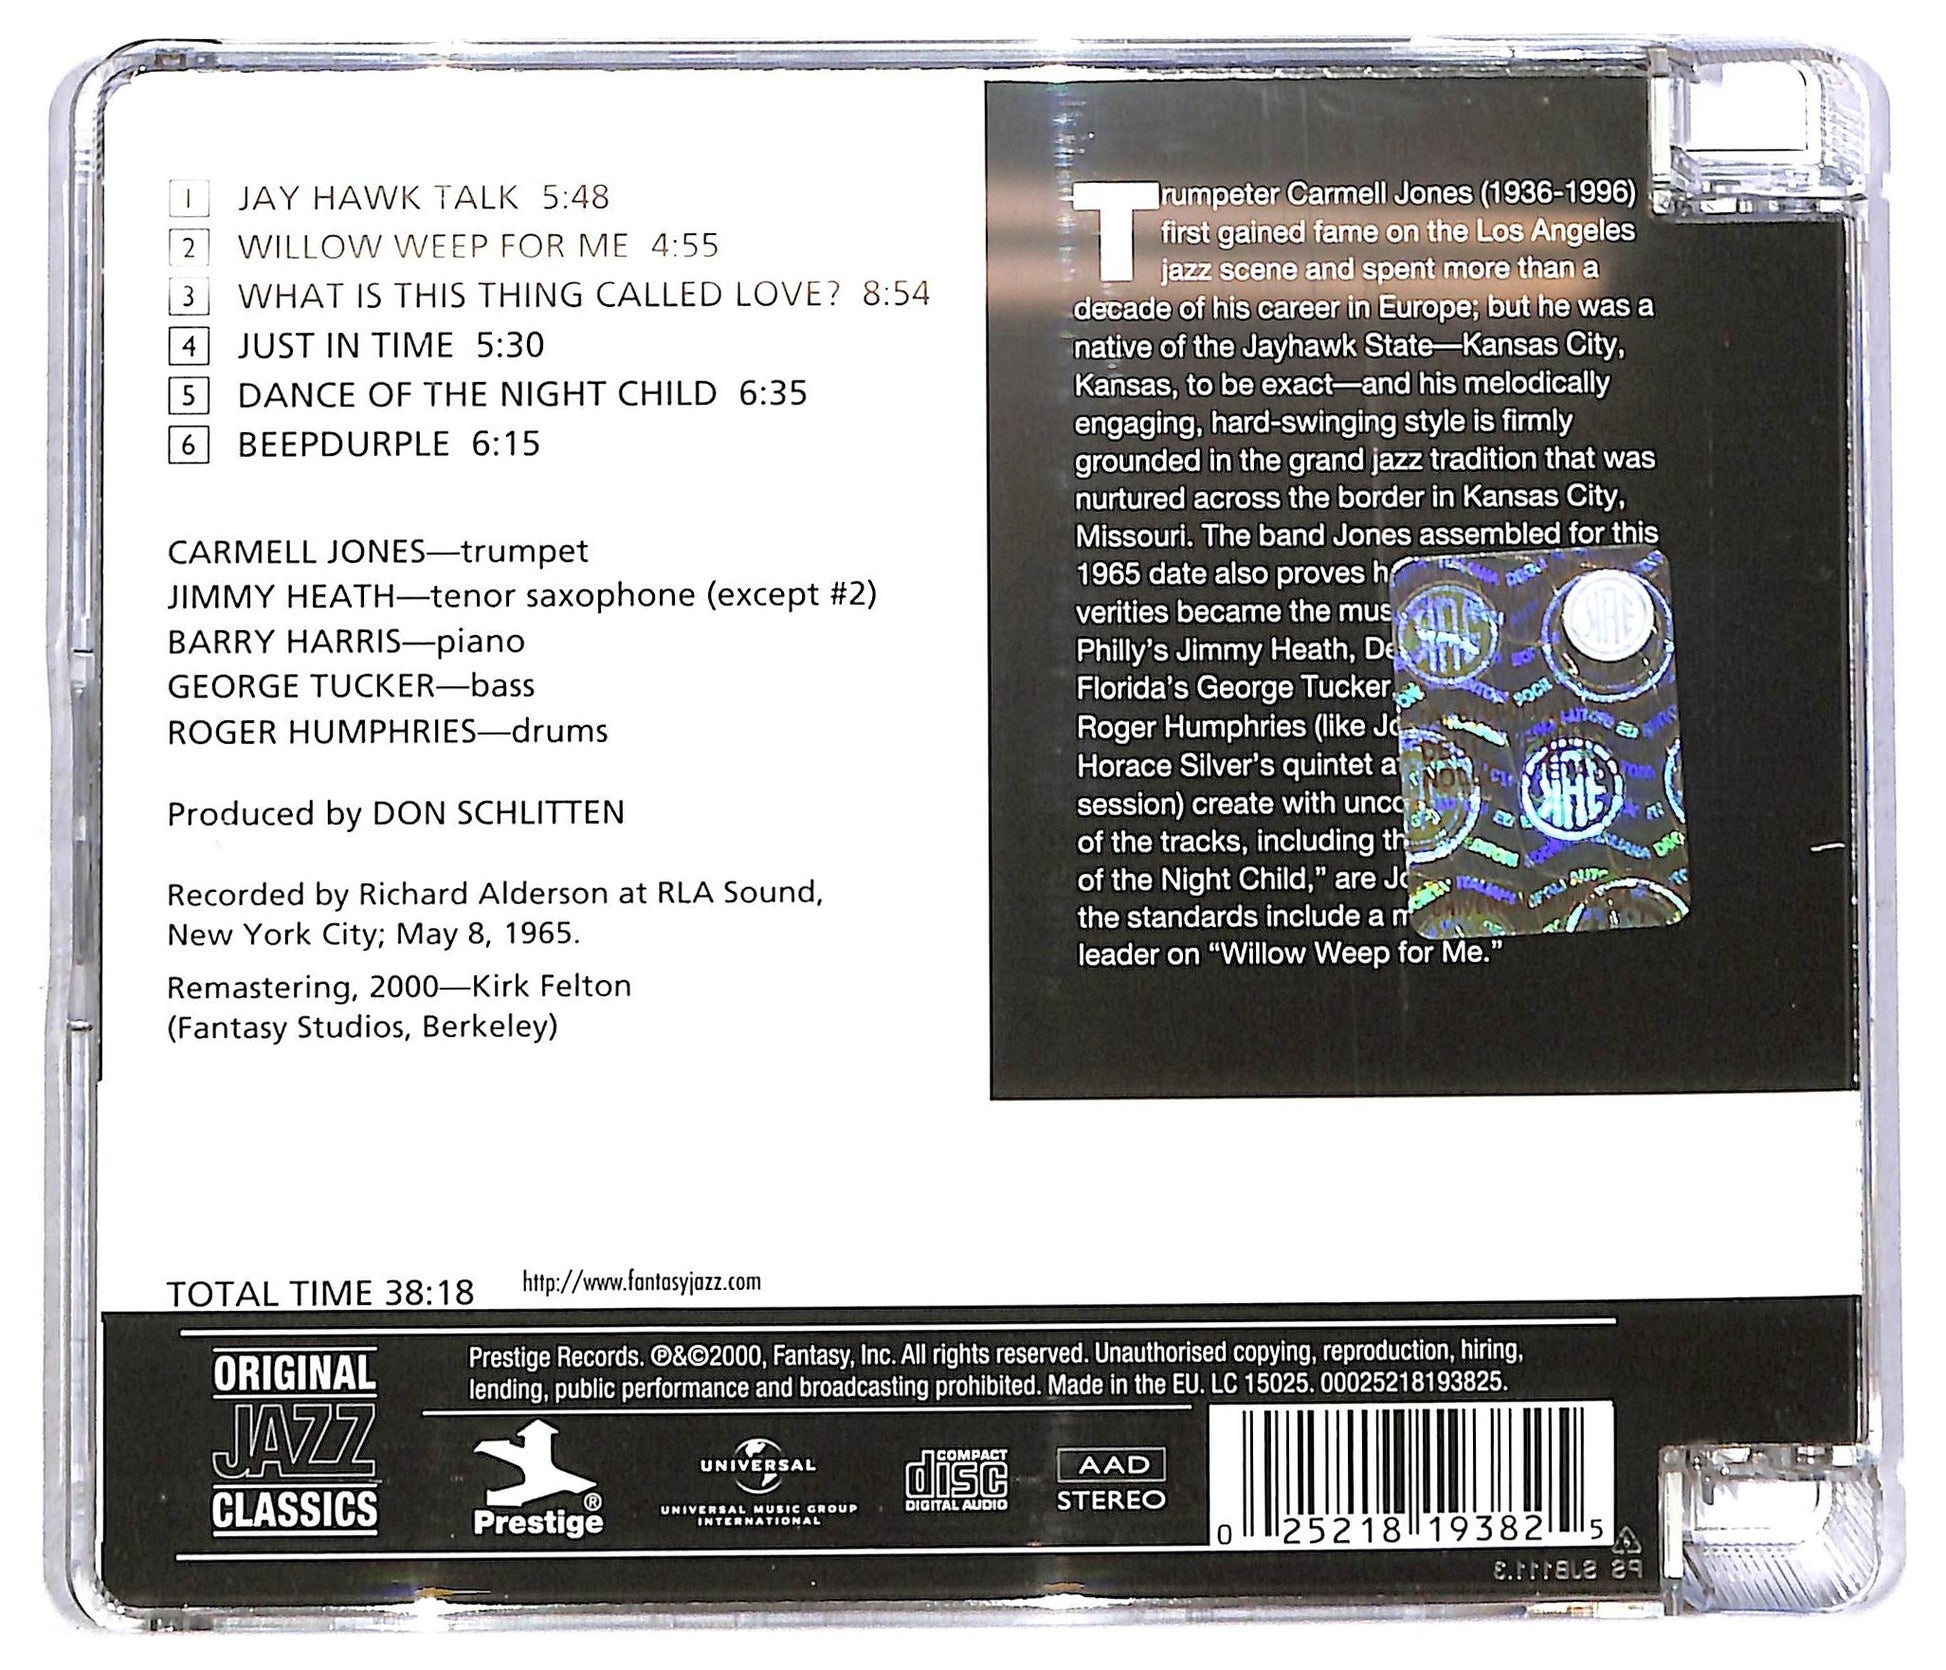 1 JAY HAWK TALK 5:48
2 WILLOW WEEP FOR ME 4:55
3 WHAT IS THIS THING CALLED LOVE? 8:54
4 JUST IN TIME 5:30
5 DANCE OF THE NIGHT CHILD 6:35
6 BEEPDURPLE 6:15
CARMELL JONES—trumpet
JIMMY HEATH—tenor saxophone (except #2)
BARRY HARRIS—piano
GEORGE TUCKER—bass
ROGER HUMPHRIES—drums
Produced by DON SCHLITTEN
Recorded by Richard Alderson at RLA Sound,
New York City; May 8, 1965.
Remastering, 2000—Kirk Felton
(Fantasy Studios, Berkeley)
Trumpeter Carmell Jones (1936-1996)
first gained fame on the Los Angeles
jazz scene and spent more than a
decade of his career in Europe; but he was a
native of the Jayhawk State—Kansas City,
Kansas, to be exact—and his melodically
engaging, hard-swinging style is firmly
grounded in the grand jazz tradition that was
nurtured across the border in Kansas City,
Missouri. The band Jones assembled for this
1965 date also proves
verities became the
Philly's Jimmy Heath,
Florida's George Tucker
Roger Humphries (like
Horace Silver's quintet
session) create with
of the tracks, including
of the Night Child," are
the standards include a
leader on "Willow Weep for Me."
TOTAL TIME 38:18
http://www.fantasyjazz.com
ORIGINAL
JAZZ
CLASSICS
Prestige Records. ℗&©2000, Fantasy, Inc. All rights reserved. Unauthorised copying, reproduction, hiring,
lending, public performance and broadcasting prohibited. Made in the EU. LC 15025. 00025218193825.
Prestige®
UNIVERSAL
UNIVERSAL MUSIC GROUP
INTERNATIONAL
COMPACT
disc
DIGITAL AUDIO
AAD
STEREO
0 25218 19382 5
PS SJB111.3